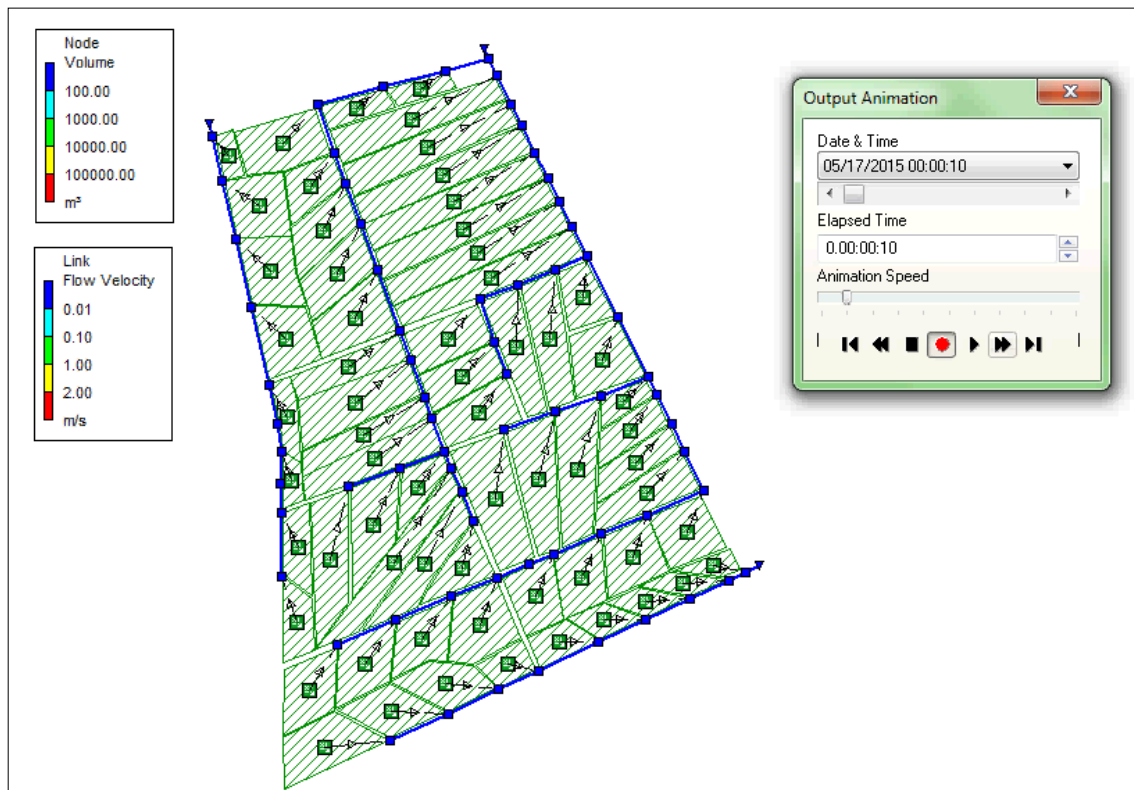 Node
Volume
100.00
1000.00
10000.00
100000.00
m³
Link
Flow Velocity
0.01
0.10
1.00
2.00
m/s
Output Animation
Date & Time
05/17/2015 00:00:10
Elapsed Time
0.00:00:10
Animation Speed